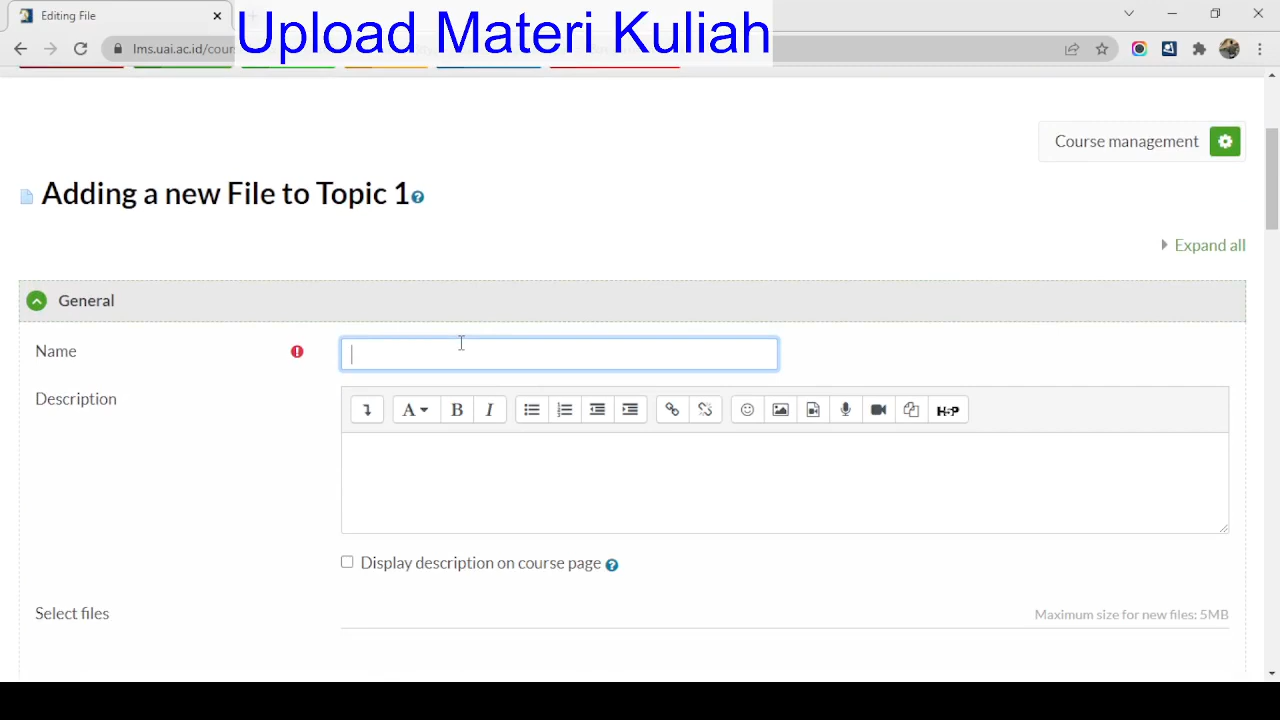 Editing File
Upload Materi Kuliah
lms.uai.ac.id/cour
Course management
Adding a new File to Topic 1
Expand all
General
Name
Description
A
B
I
H-P
Display description on course page
Select files
Maximum size for new files: 5MB